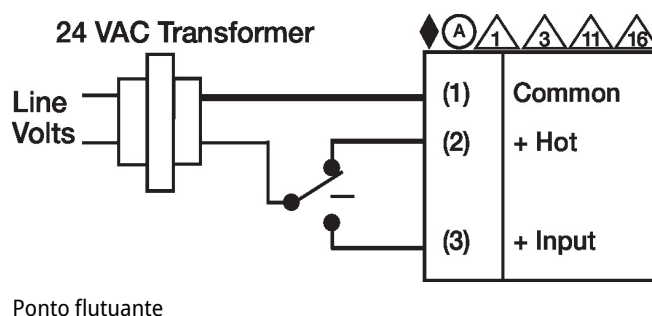 24 VAC Transformer
A 1 3 11 16
Line
Volts
(1) Common
(2) + Hot
(3) + Input
Ponto flutuante